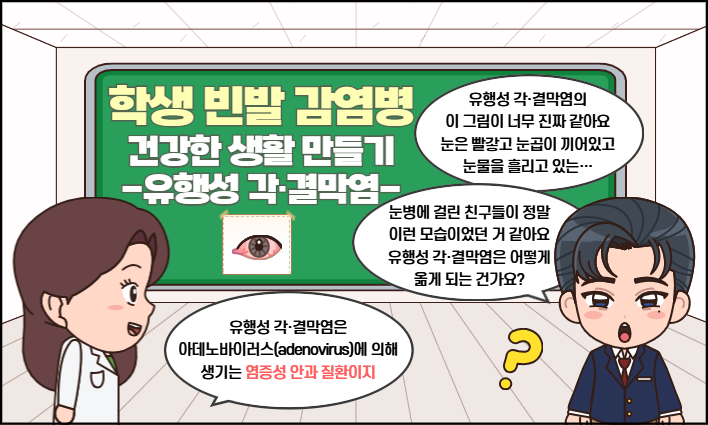 학생 빈발 감염병
건강한 생활 만들기
-유행성 각·결막염-
유행성 각·결막염의
이 그림이 너무 진짜 같아요
눈은 빨갛고 눈곱이 끼어있고
눈물을 흘리고 있는…
눈병에 걸린 친구들이 정말
이런 모습이었던 거 같아요
유행성 각·결막염은 어떻게
옮게 되는 건가요?
유행성 각·결막염은
아데노바이러스(adenovirus)에 의해
생기는 염증성 안과 질환이지